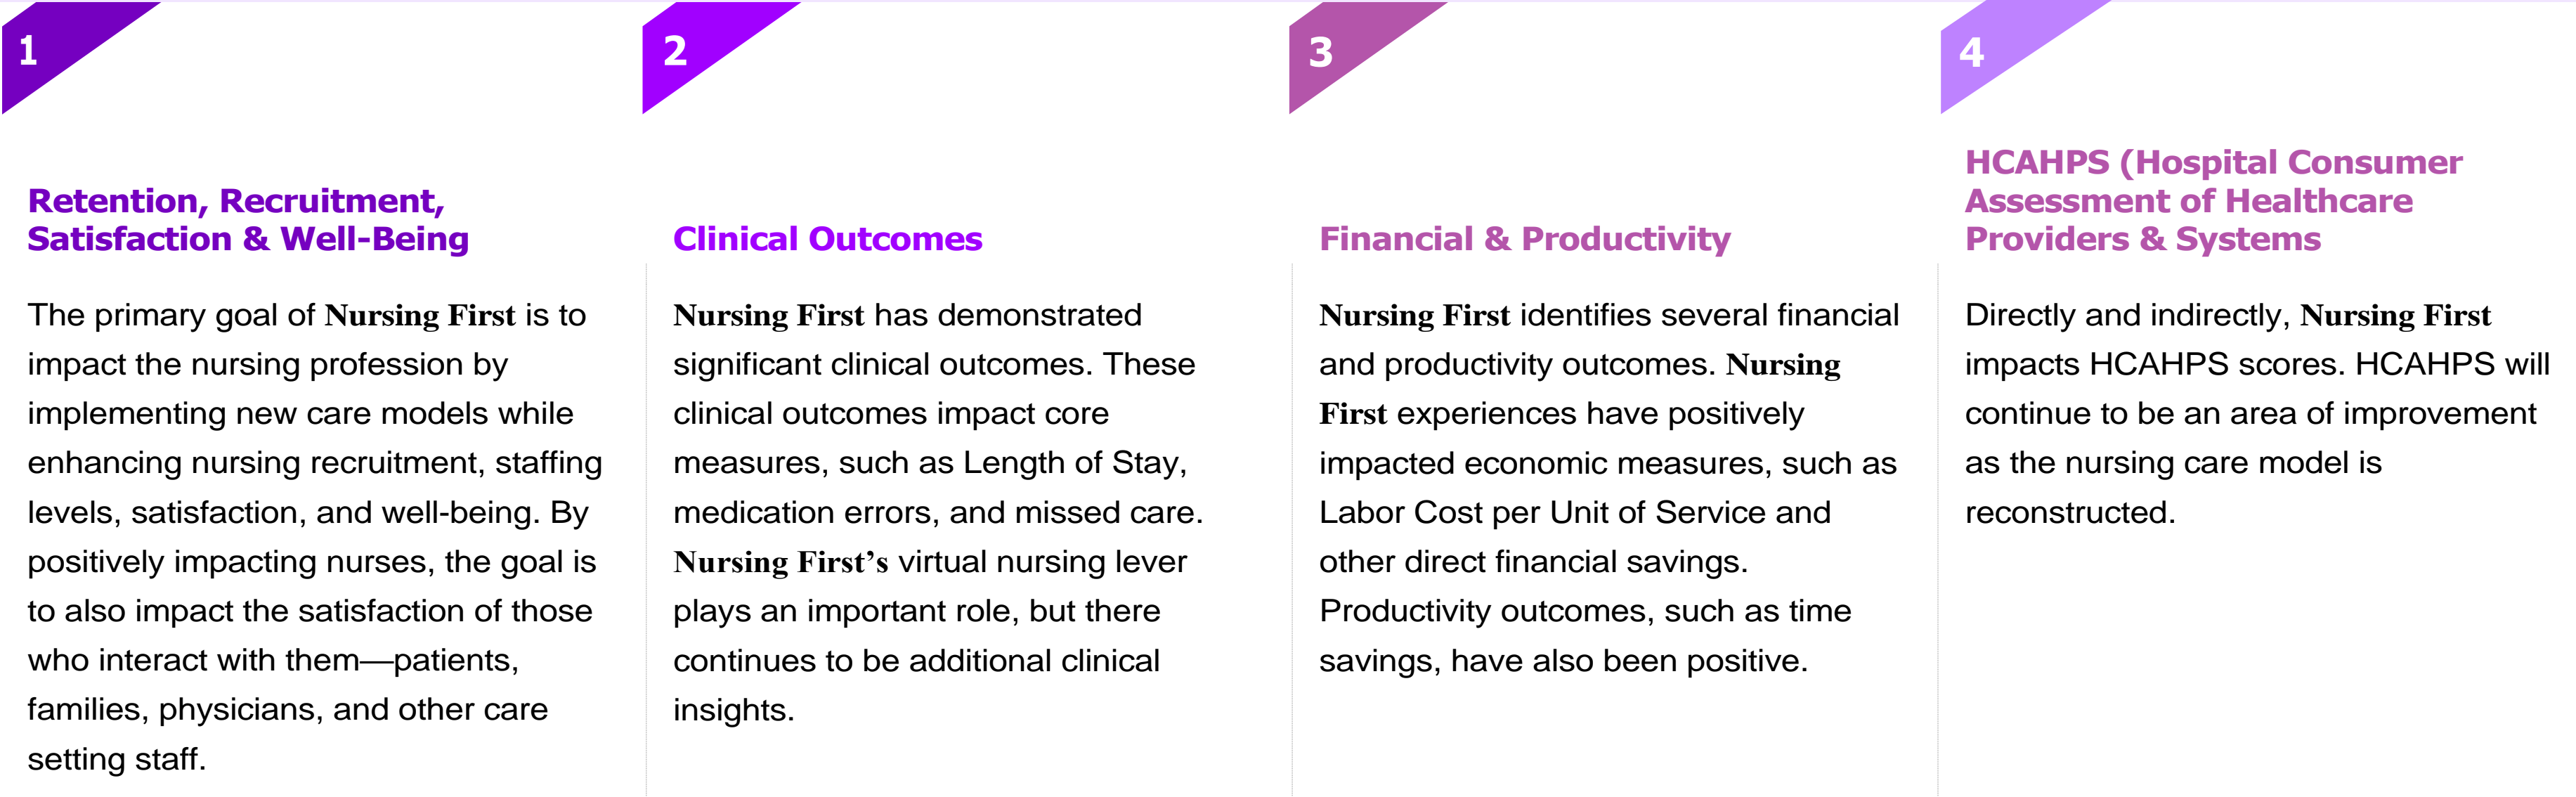 1
Retention, Recruitment,
Satisfaction & Well-Being
The primary goal of Nursing First is to
impact the nursing profession by
implementing new care models while
enhancing nursing recruitment, staffing
levels, satisfaction, and well-being. By
positively impacting nurses, the goal is
to also impact the satisfaction of those
who interact with them—patients,
families, physicians, and other care
setting staff.
2
Clinical Outcomes
Nursing First has demonstrated
significant clinical outcomes. These
clinical outcomes impact core
measures, such as Length of Stay,
medication errors, and missed care.
Nursing First’s virtual nursing lever
plays an important role, but there
continues to be additional clinical
insights.
3
Financial & Productivity
Nursing First identifies several financial
and productivity outcomes. Nursing
First experiences have positively
impacted economic measures, such as
Labor Cost per Unit of Service and
other direct financial savings.
Productivity outcomes, such as time
savings, have also been positive.
4
HCAHPS (Hospital Consumer
Assessment of Healthcare
Providers & Systems
Directly and indirectly, Nursing First
impacts HCAHPS scores. HCAHPS will
continue to be an area of improvement
as the nursing care model is
reconstructed.